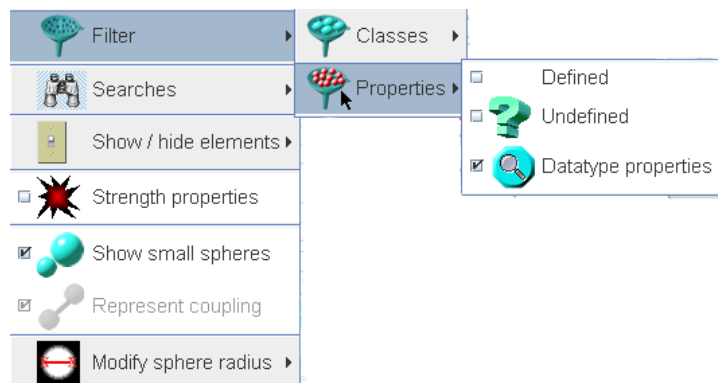 Filter
Searches
Show / hide elements
Strength properties
Show small spheres
Represent coupling
Modify sphere radius
Classes
Properties
Defined
Undefined
Datatype properties